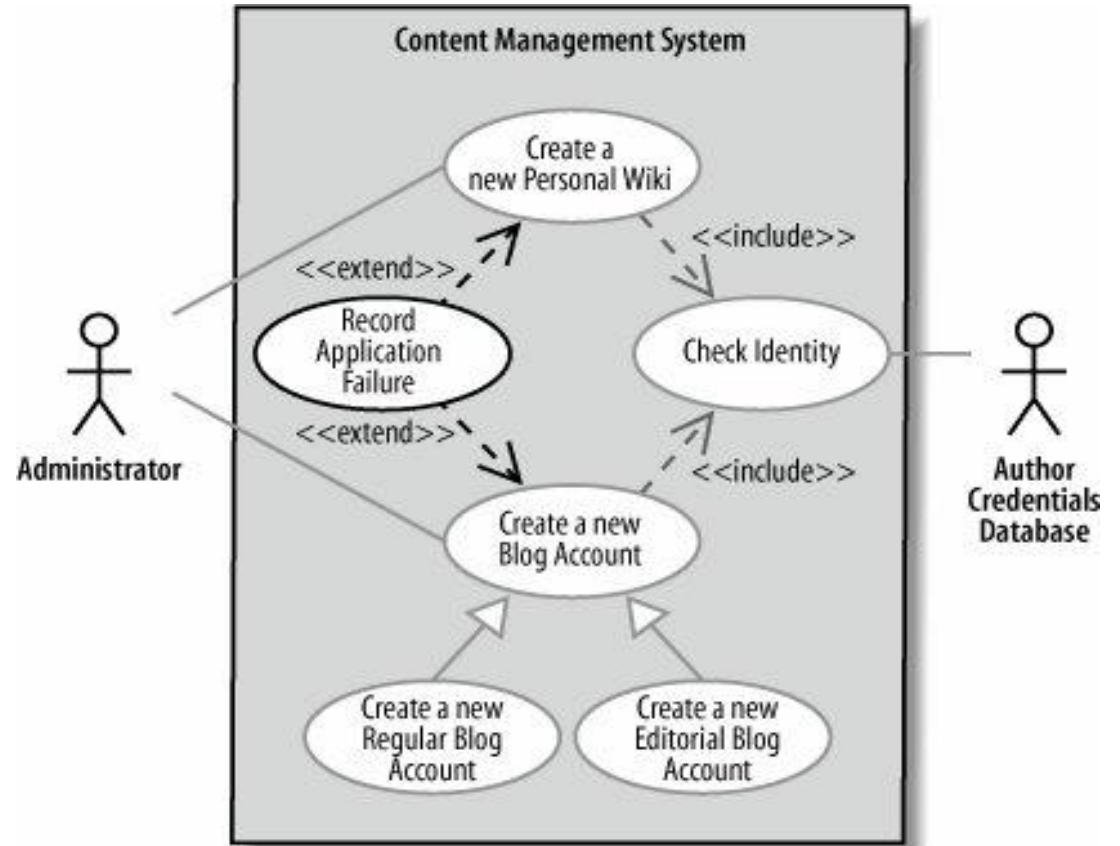 Content Management System
Create a
new Personal Wiki
<<include>>
<<extend>>
Record
Application
Failure
Check Identity
<<extend>>
<<include>>
Administrator
Author
Credentials
Database
Create a new
Blog Account
Create a new
Regular Blog
Account
Create a new
Editorial Blog
Account